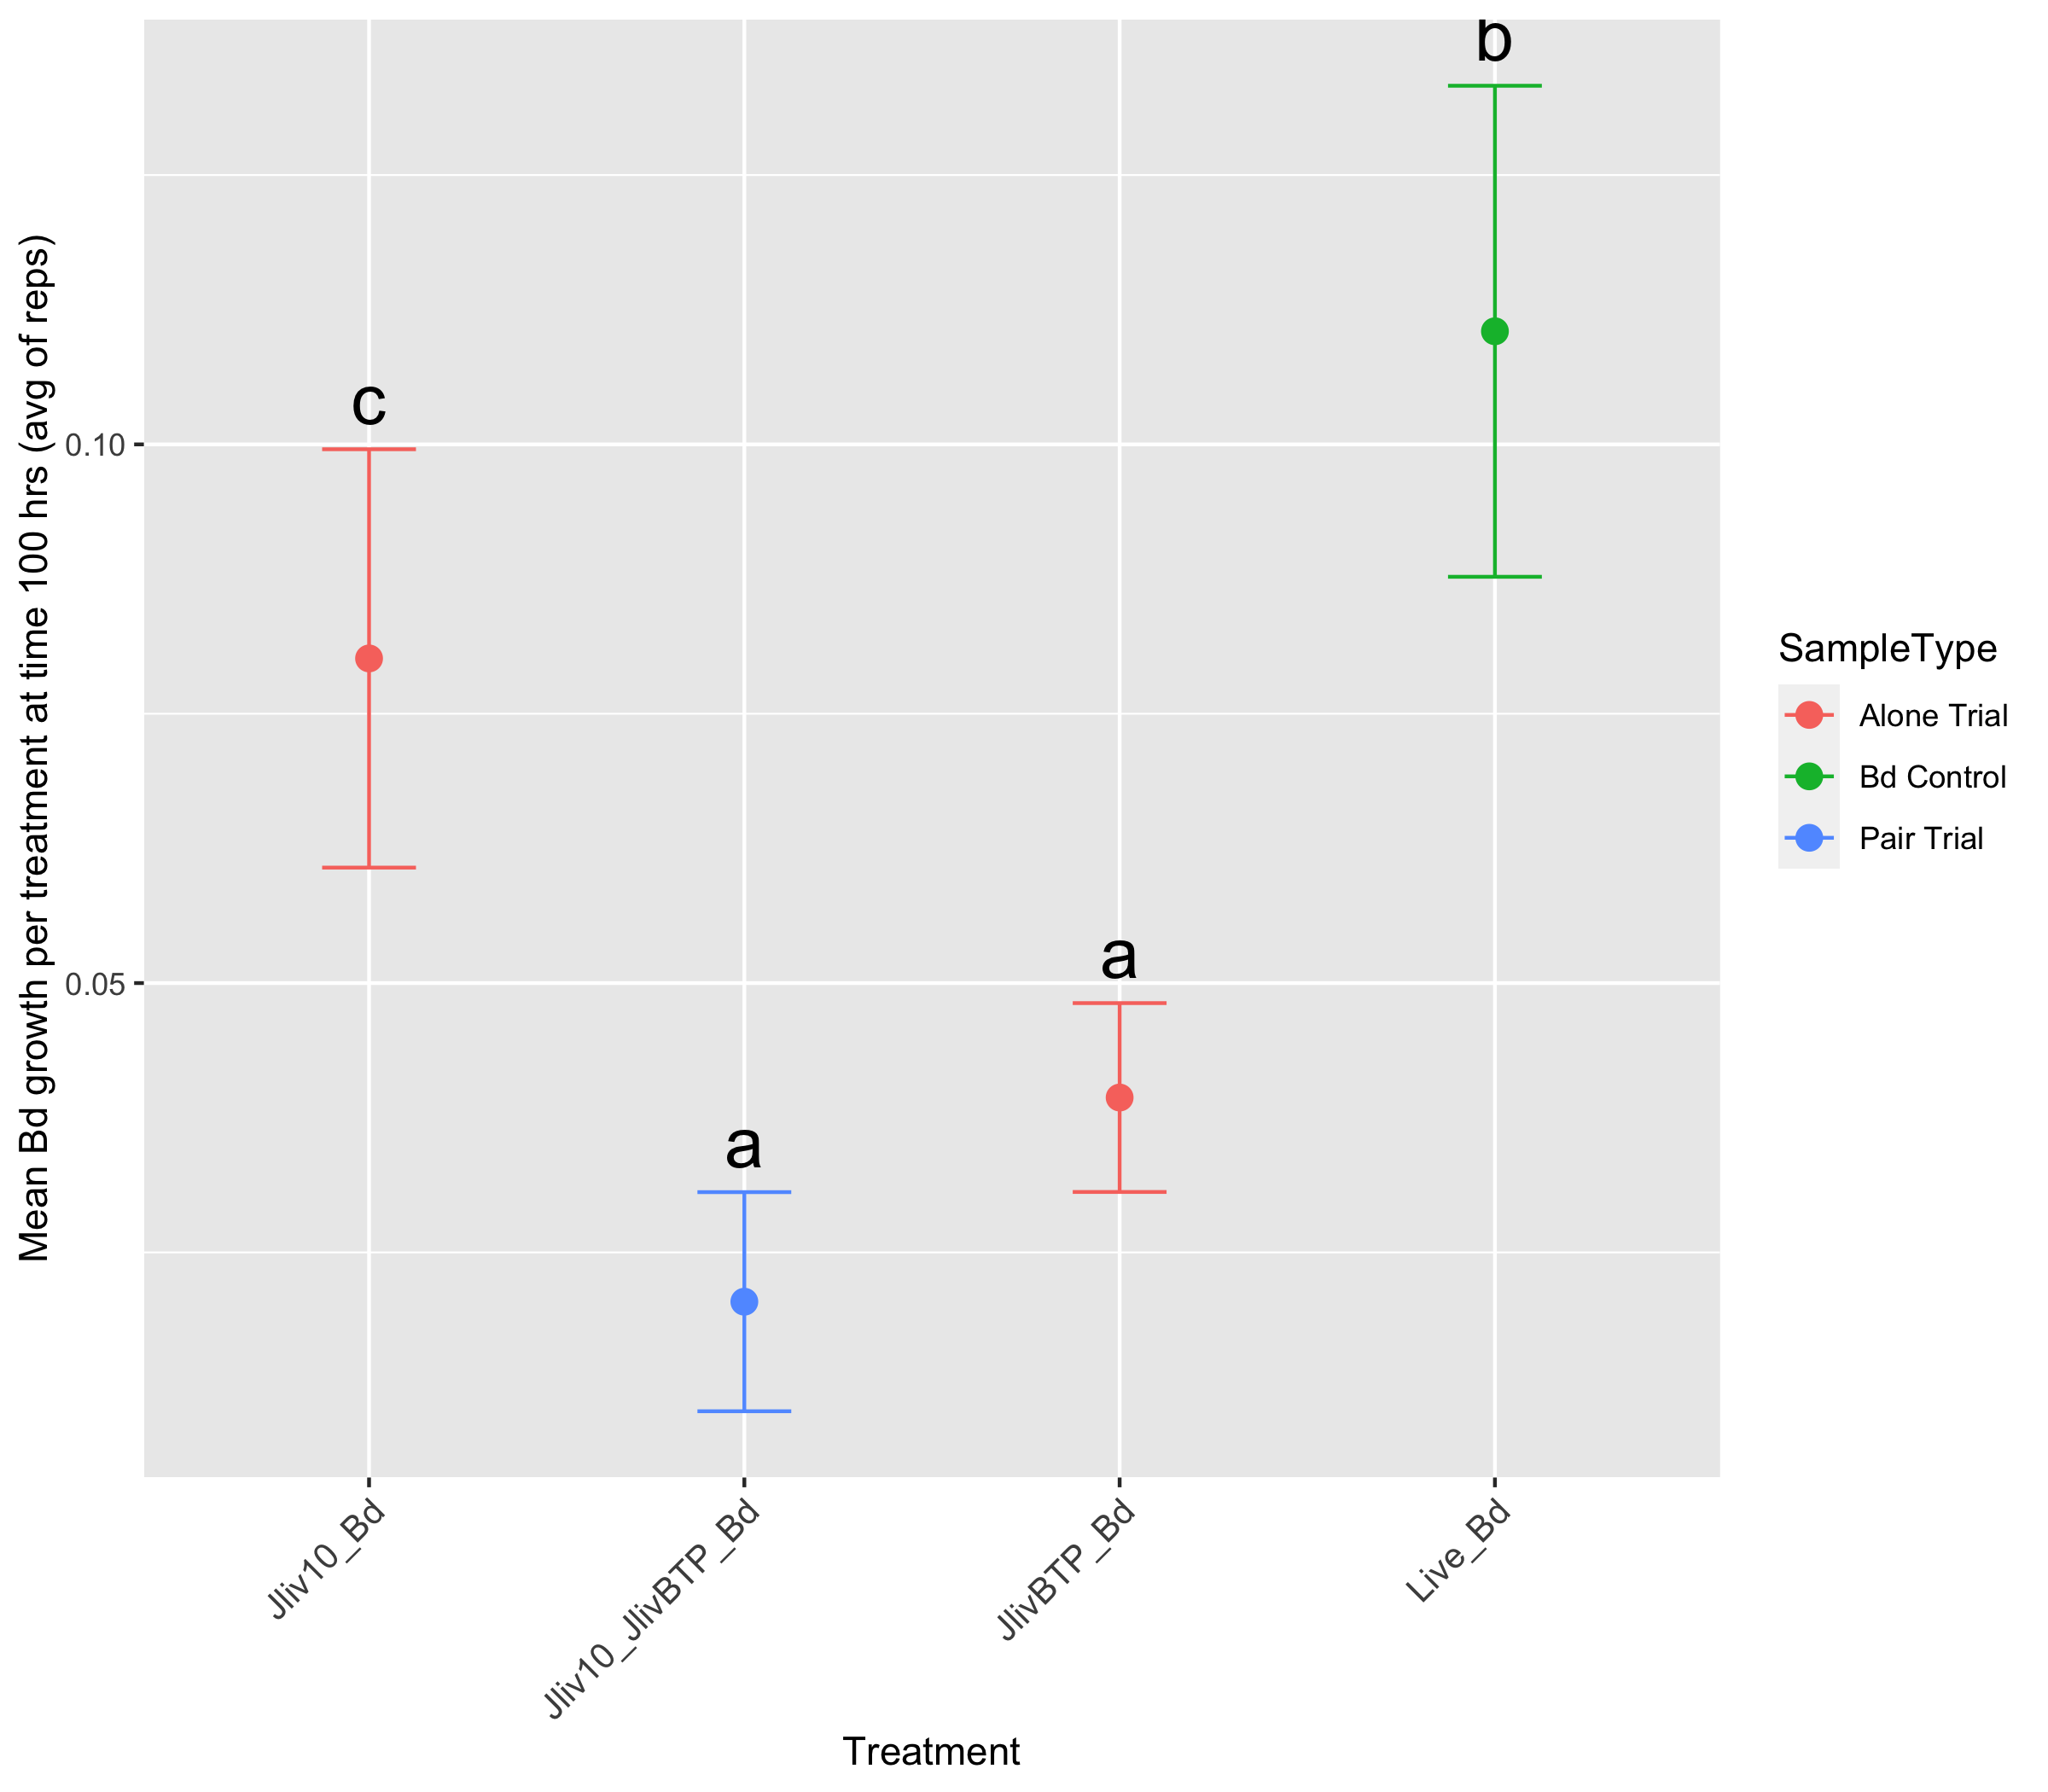 b
c
a
a
Mean Bd growth per treatment at time 100 hrs (avg of reps)
0.10
0.05
Jliv10_Bd
Jliv10_JlivBTP_Bd
JlivBTP_Bd
Live_Bd
Treatment
SampleType
Alone Trial
Bd Control
Pair Trial